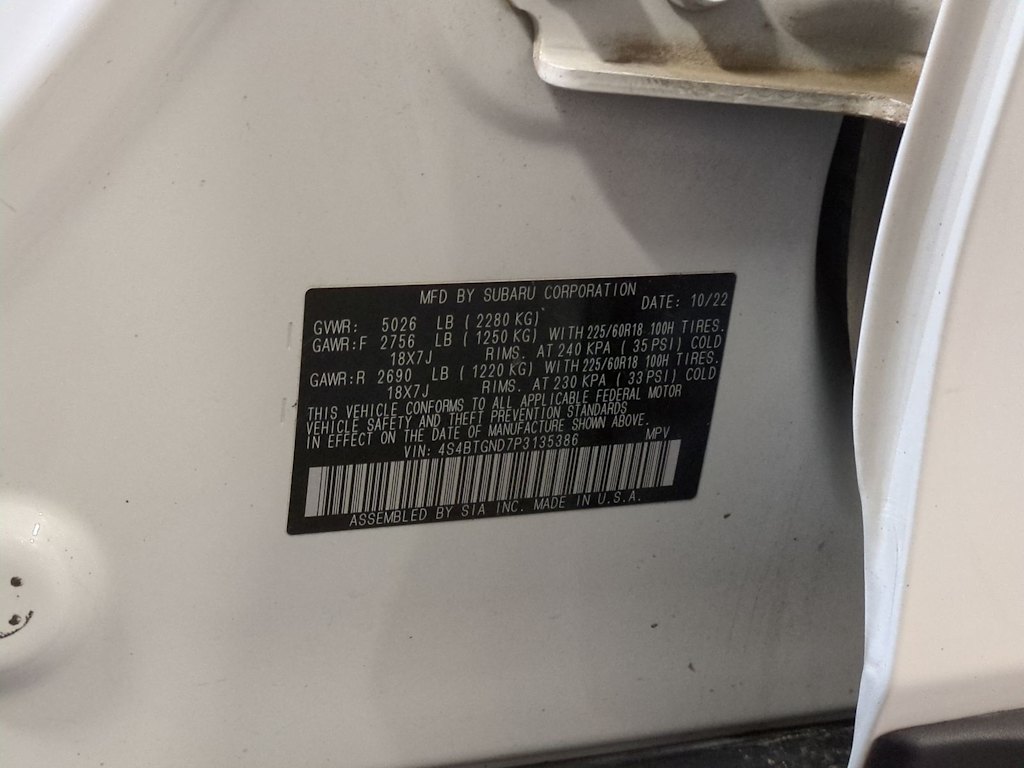 MFD BY SUBARU CORPORATION
DATE: 10/22
GVWR: 5026 LB (2280 KG)
GAWR:F 2756 LB (1250 KG) WITH 225/60R18 100H TIRES.
18X7J RIMS. AT 240 KPA (35 PSI) COLD
GAWR:R 2690 LB (1220 KG) WITH 225/60R18 100H TIRES.
18X7J RIMS. AT 230 KPA (33 PSI) COLD
THIS VEHICLE CONFORMS TO ALL APPLICABLE FEDERAL MOTOR
VEHICLE SAFETY AND THEFT PREVENTION STANDARDS
IN EFFECT ON THE DATE OF MANUFACTURE SHOWN ABOVE.
VIN: 4S4BTGND7P3135386 MPV
ASSEMBLED BY SIA INC. MADE IN U.S.A.